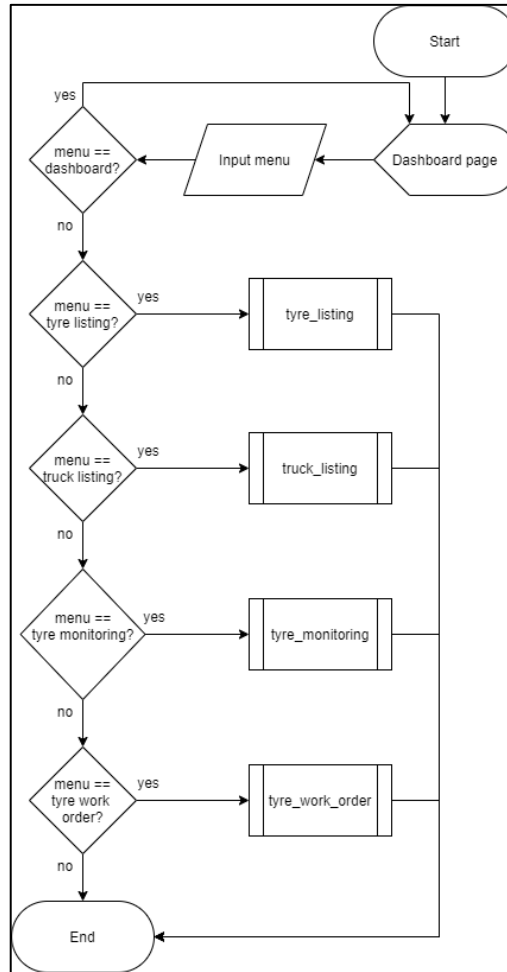 Start
Dashboard page
Input menu
yes
menu ==
dashboard?
no
menu ==
tyre listing?
yes
tyre_listing
no
menu ==
truck listing?
yes
truck_listing
no
menu ==
tyre monitoring?
yes
tyre_monitoring
no
menu ==
tyre work
order?
yes
tyre_work_order
no
End